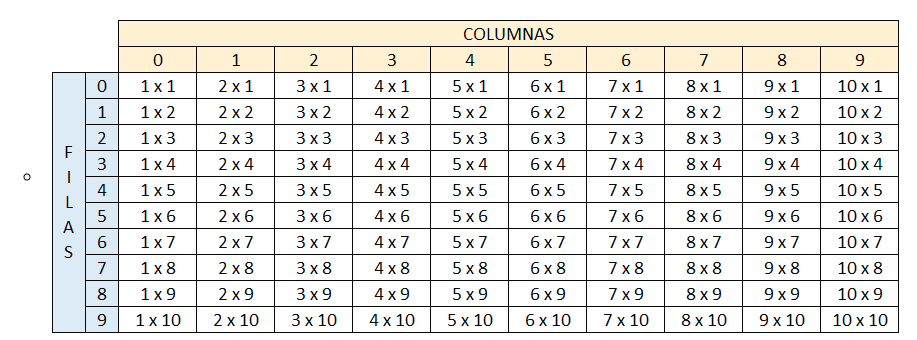 COLUMNAS
0 1 2 3 4 5 6 7 8 9
FILAS
0 1 x 1 2 x 1 3 x 1 4 x 1 5 x 1 6 x 1 7 x 1 8 x 1 9 x 1 10 x 1
1 1 x 2 2 x 2 3 x 2 4 x 2 5 x 2 6 x 2 7 x 2 8 x 2 9 x 2 10 x 2
2 1 x 3 2 x 3 3 x 3 4 x 3 5 x 3 6 x 3 7 x 3 8 x 3 9 x 3 10 x 3
3 1 x 4 2 x 4 3 x 4 4 x 4 5 x 4 6 x 4 7 x 4 8 x 4 9 x 4 10 x 4
4 1 x 5 2 x 5 3 x 5 4 x 5 5 x 5 6 x 5 7 x 5 8 x 5 9 x 5 10 x 5
5 1 x 6 2 x 6 3 x 6 4 x 6 5 x 6 6 x 6 7 x 6 8 x 6 9 x 6 10 x 6
6 1 x 7 2 x 7 3 x 7 4 x 7 5 x 7 6 x 7 7 x 7 8 x 7 9 x 7 10 x 7
7 1 x 8 2 x 8 3 x 8 4 x 8 5 x 8 6 x 8 7 x 8 8 x 8 9 x 8 10 x 8
8 1 x 9 2 x 9 3 x 9 4 x 9 5 x 9 6 x 9 7 x 9 8 x 9 9 x 9 10 x 9
9 1 x 10 2 x 10 3 x 10 4 x 10 5 x 10 6 x 10 7 x 10 8 x 10 9 x 10 10 x 10